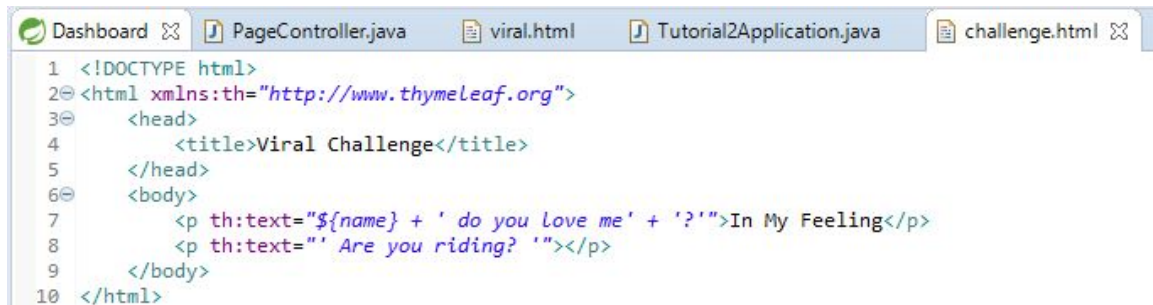 Dashboard PageController.java viral.html Tutorial2Application.java challenge.html
1 <!DOCTYPE html>
2 <html xmlns:th="http://www.thymeleaf.org">
3 <head>
4 <title>Viral Challenge</title>
5 </head>
6 <body>
7 <p th:text="${name} + ' do you love me' + '?'">In My Feeling</p>
8 <p th:text="' Are you riding? '"></p>
9 </body>
10 </html>